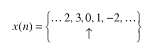 x(n) = {… 2, 3, 0, 1, -2, …}
↑